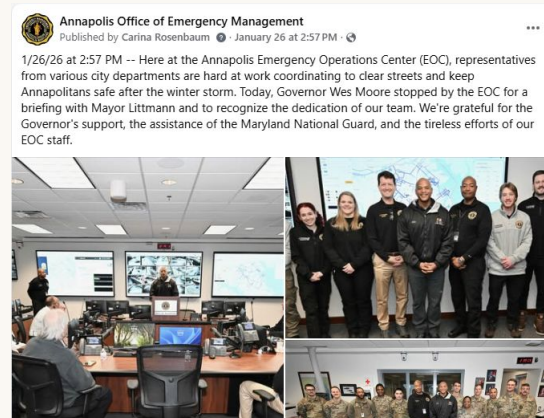 Annapolis Office of Emergency Management
Published by Carina Rosenbaum · January 26 at 2:57 PM ·
1/26/26 at 2:57 PM -- Here at the Annapolis Emergency Operations Center (EOC), representatives
from various city departments are hard at work coordinating to clear streets and keep
Annapolitans safe after the winter storm. Today, Governor Wes Moore stopped by the EOC for a
briefing with Mayor Littmann and to recognize the dedication of our team. We're grateful for the
Governor's support, the assistance of the Maryland National Guard, and the tireless efforts of our
EOC staff.